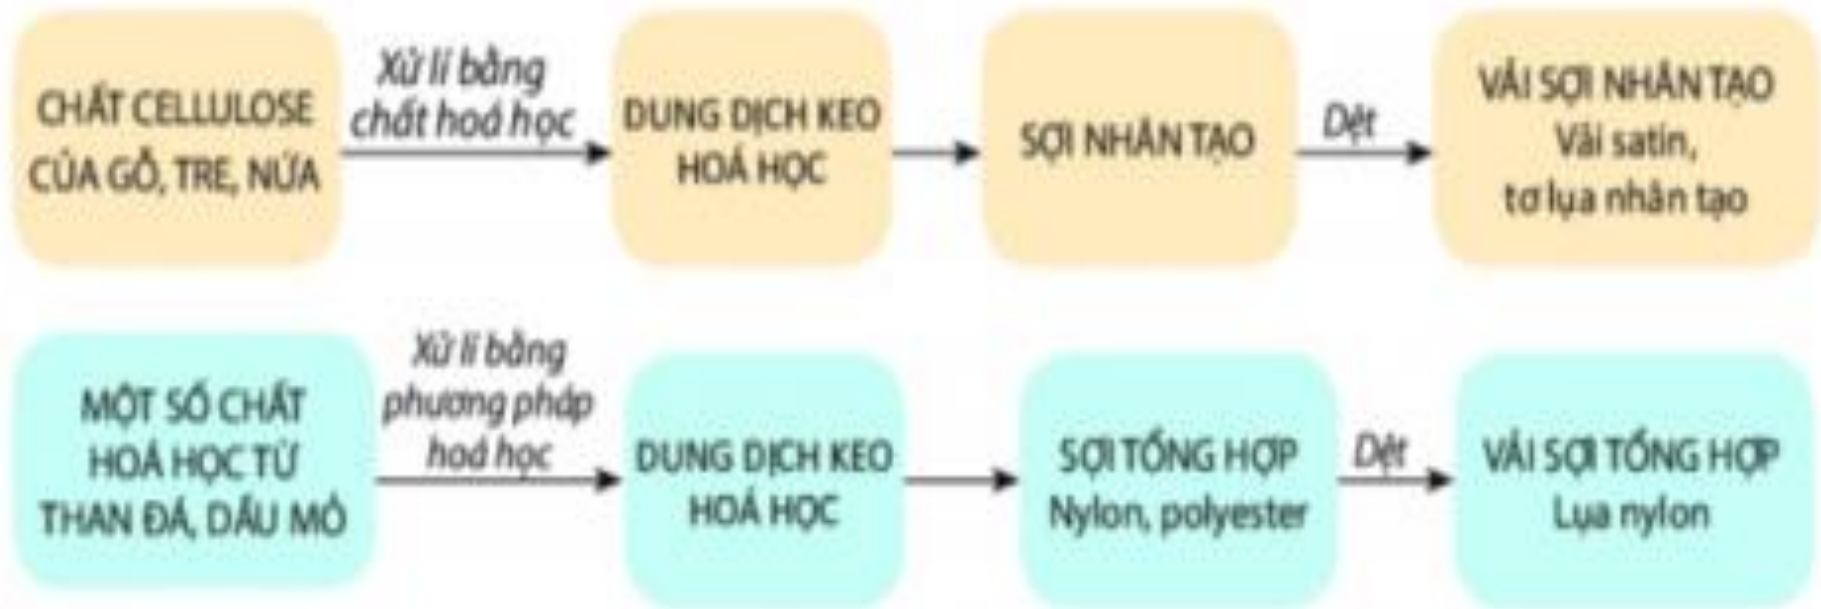 CHẤT CELLULOSE
CỦA GỖ, TRE, NỨA
Xử lí bằng
chất hoá học
DUNG DỊCH KEO
HOÁ HỌC
SỢI NHÂN TẠO
Dệt
VẢI SỢI NHÂN TẠO
Vải satin,
tơ lụa nhân tạo
MỘT SỐ CHẤT
HOÁ HỌC TỪ
THAN ĐÁ, DẦU MỎ
Xử lí bằng
phương pháp
hoá học
DUNG DỊCH KEO
HOÁ HỌC
SỢI TỔNG HỢP
Nylon, polyester
Dệt
VẢI SỢI TỔNG HỢP
Lụa nylon